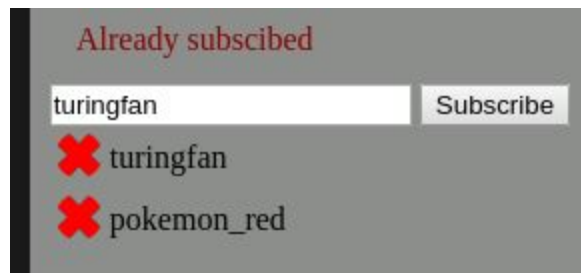 Already subscibed
turingfan Subscribe
turingfan
pokemon_red